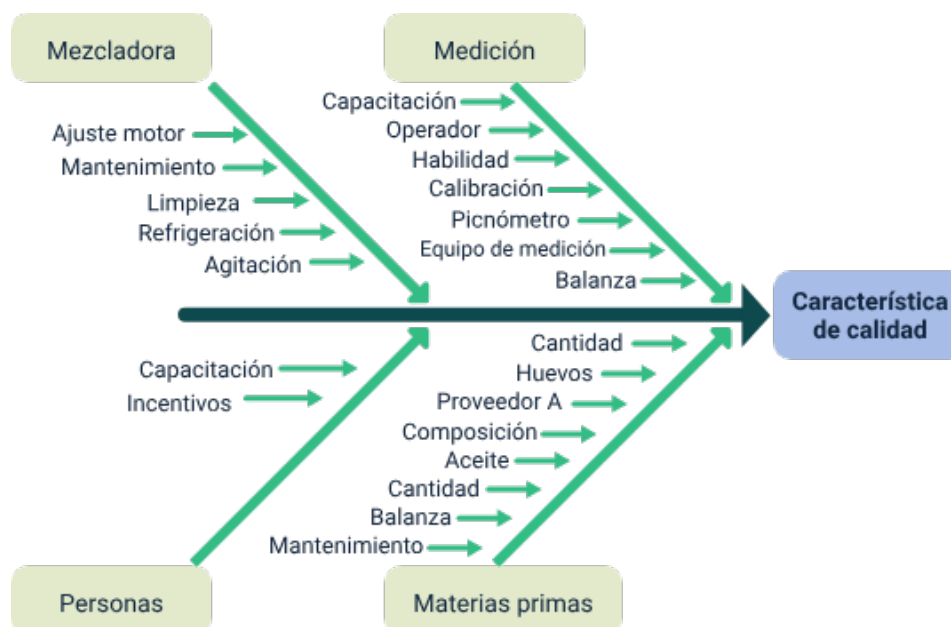 Mezcladora
Medición
Ajuste motor
Mantenimiento
Limpieza
Refrigeración
Agitación
Capacitación
Operador
Habilidad
Calibración
Picnómetro
Equipo de medición
Balanza
Característica
de calidad
Capacitación
Incentivos
Cantidad
Huevos
Proveedor A
Composición
Aceite
Cantidad
Balanza
Mantenimiento
Personas
Materias primas